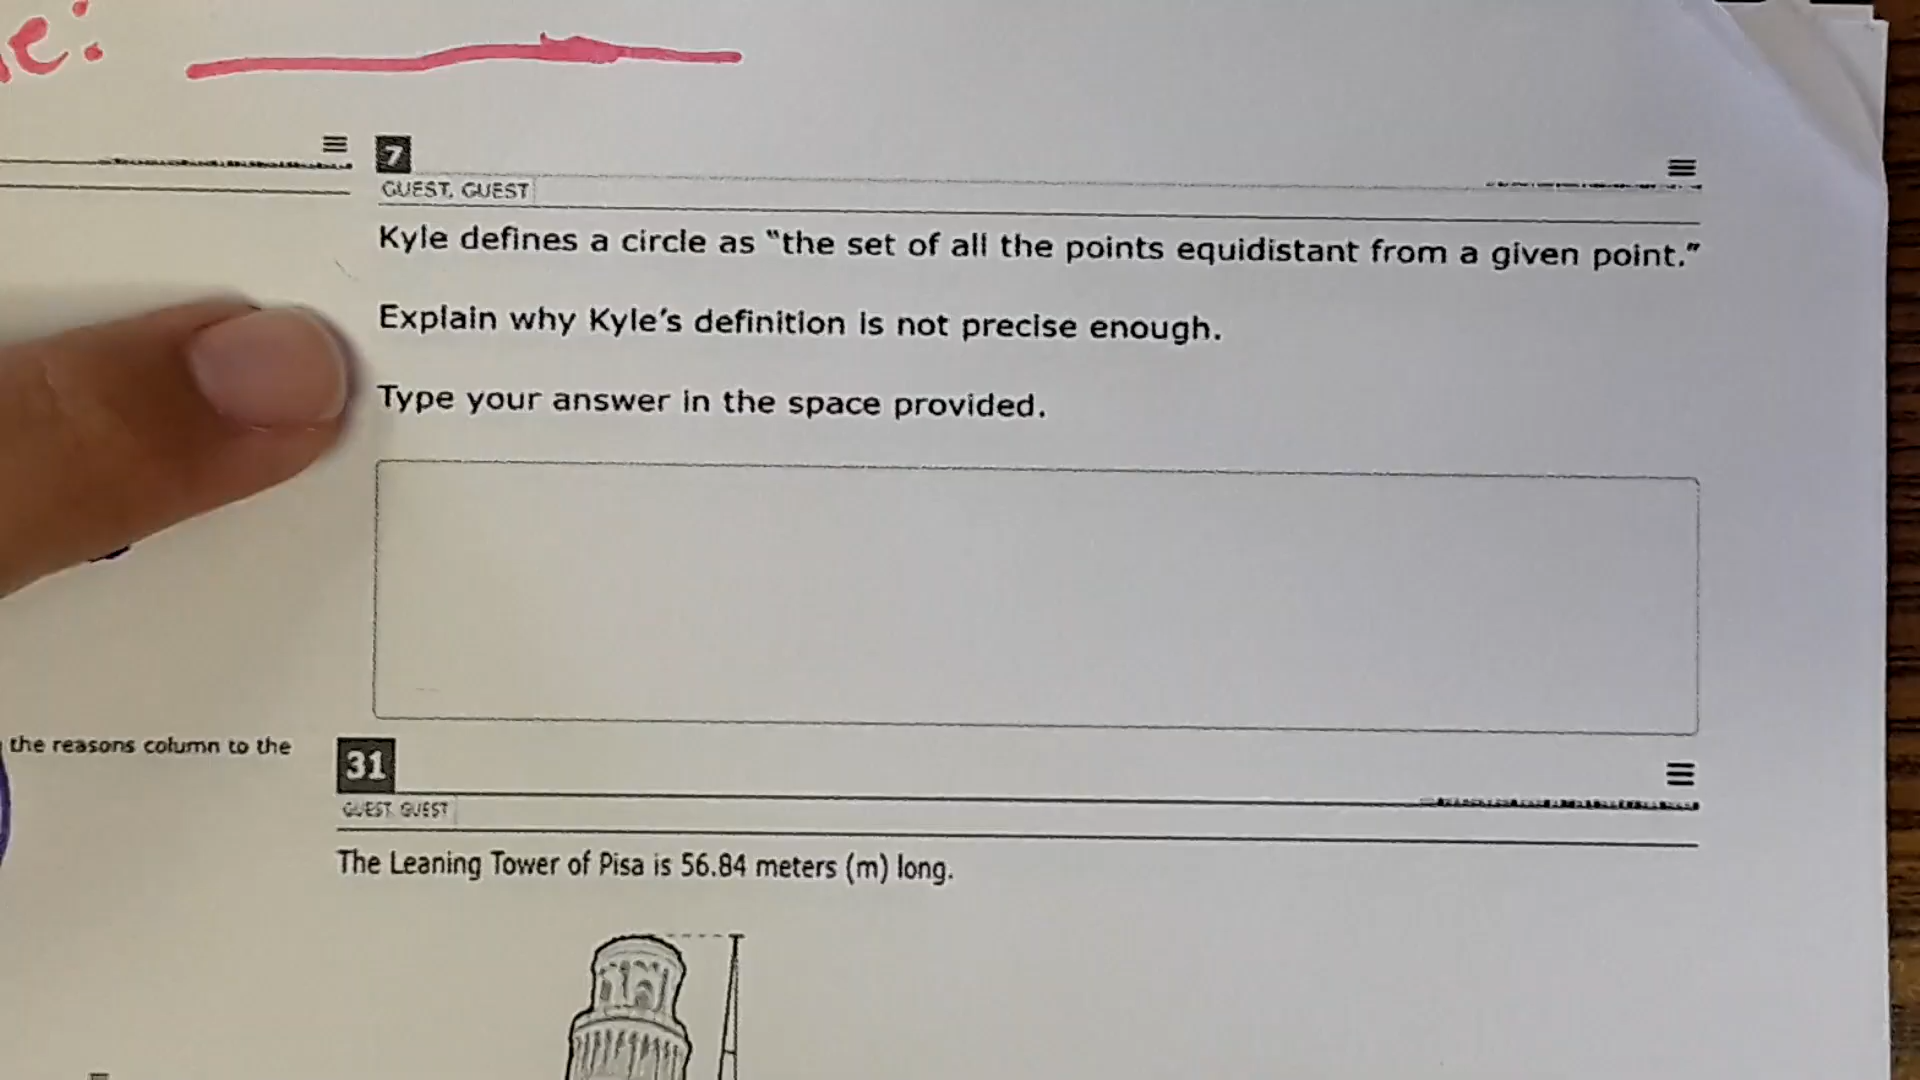 e:
7
GUEST, GUEST
Kyle defines a circle as "the set of all the points equidistant from a given point."
Explain why Kyle's definition is not precise enough.
Type your answer in the space provided.
the reasons column to the
31
GUEST, GUEST
The Leaning Tower of Pisa is 56.84 meters (m) long.